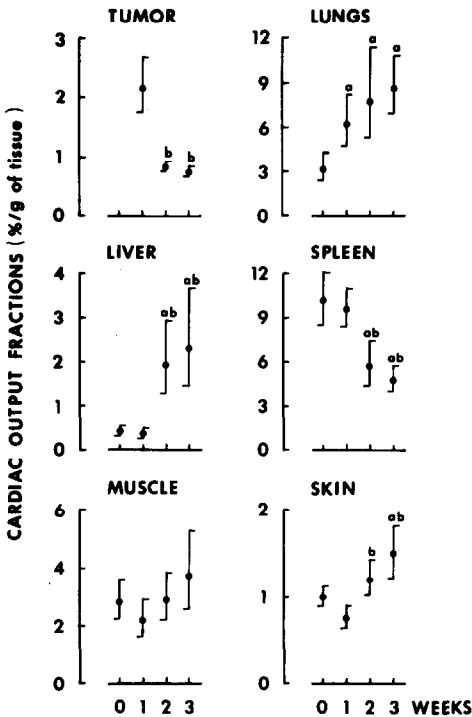 CARDIAC OUTPUT FRACTIONS (%/g of tissue)
TUMOR
3
2
1
0
b
b
LUNGS
12
9
6
3
0
a
a
a
LIVER
4
3
2
1
0
ab
ab
SPLEEN
12
9
6
3
0
ab
ab
MUSCLE
6
4
2
0
0 1 2 3
SKIN
2
1
0
b
ab
0 1 2 3 WEEKS